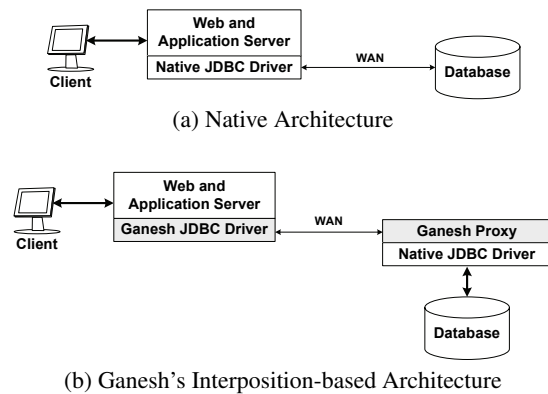 Web and
Application Server
Native JDBC Driver
Client
WAN
Database
(a) Native Architecture
Web and
Application Server
Ganesh JDBC Driver
Client
WAN
Ganesh Proxy
Native JDBC Driver
Database
(b) Ganesh's Interposition-based Architecture